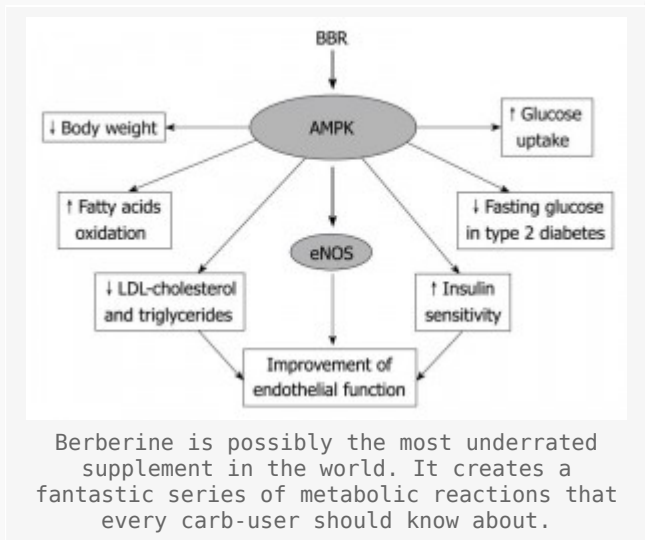 BBR
AMPK
↓ Body weight
↑ Glucose
uptake
↑ Fatty acids
oxidation
↓ Fasting glucose
in type 2 diabetes
eNOS
↓ LDL-cholesterol
and triglycerides
↑ Insulin
sensitivity
Improvement of
endothelial function
Berberine is possibly the most underrated
supplement in the world. It creates a
fantastic series of metabolic reactions that
every carb-user should know about.